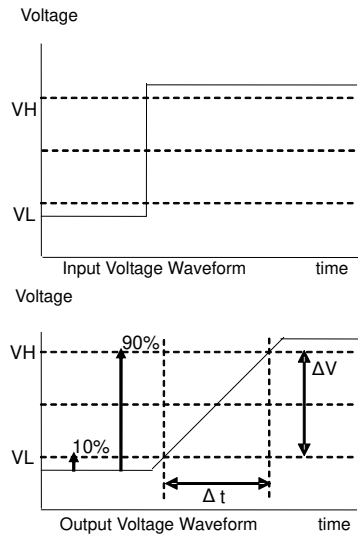 Voltage
VH
VL
Input Voltage Waveform time
Voltage
VH 90%
ΔV
10%
VL
Δ t
Output Voltage Waveform time